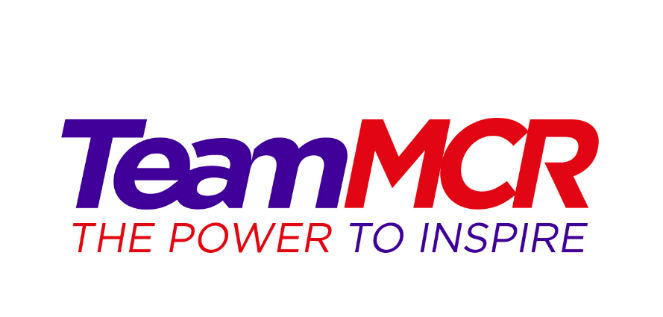 TeamMCR
THE POWER TO INSPIRE